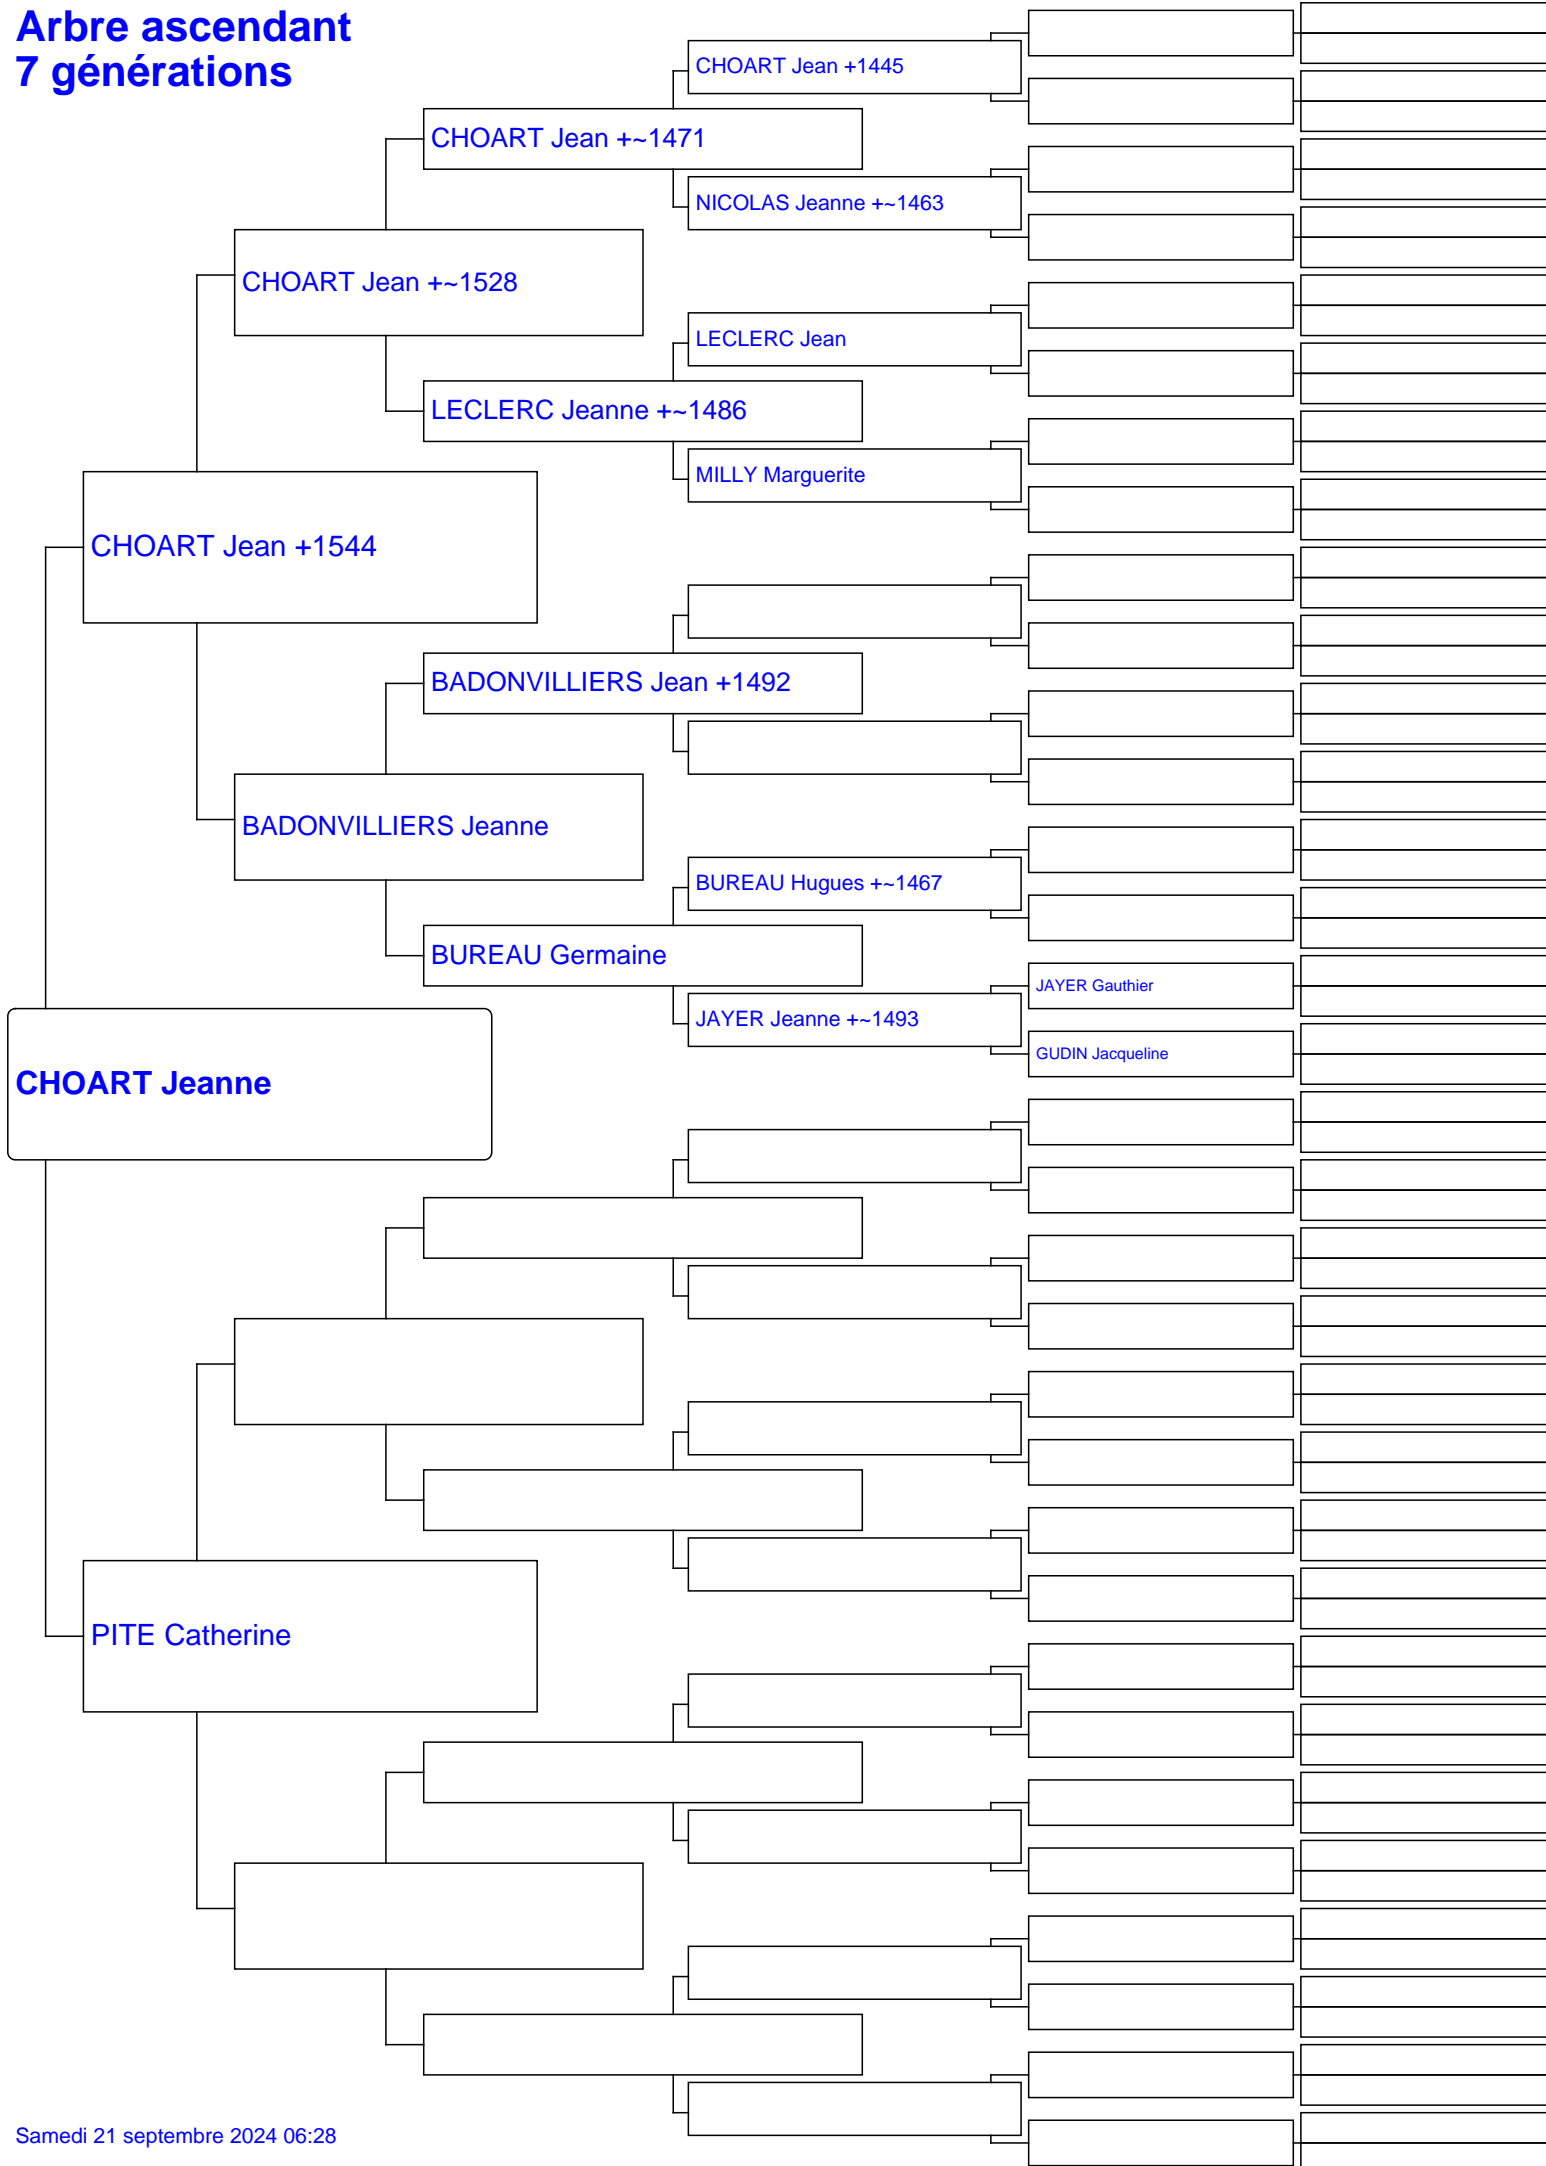 Arbre ascendant
7 générations
CHOART Jean +1445
CHOART Jean +~1471
NICOLAS Jeanne +~1463
CHOART Jean +~1528
LECLERC Jean
LECLERC Jeanne +~1486
MILLY Marguerite
CHOART Jean +1544
BADONVILLIERS Jean +1492
BADONVILLIERS Jeanne
BUREAU Hugues +~1467
BUREAU Germaine
JAYER Gauthier
JAYER Jeanne +~1493
GUDIN Jacqueline
CHOART Jeanne
PITE Catherine
Samedi 21 septembre 2024 06:28